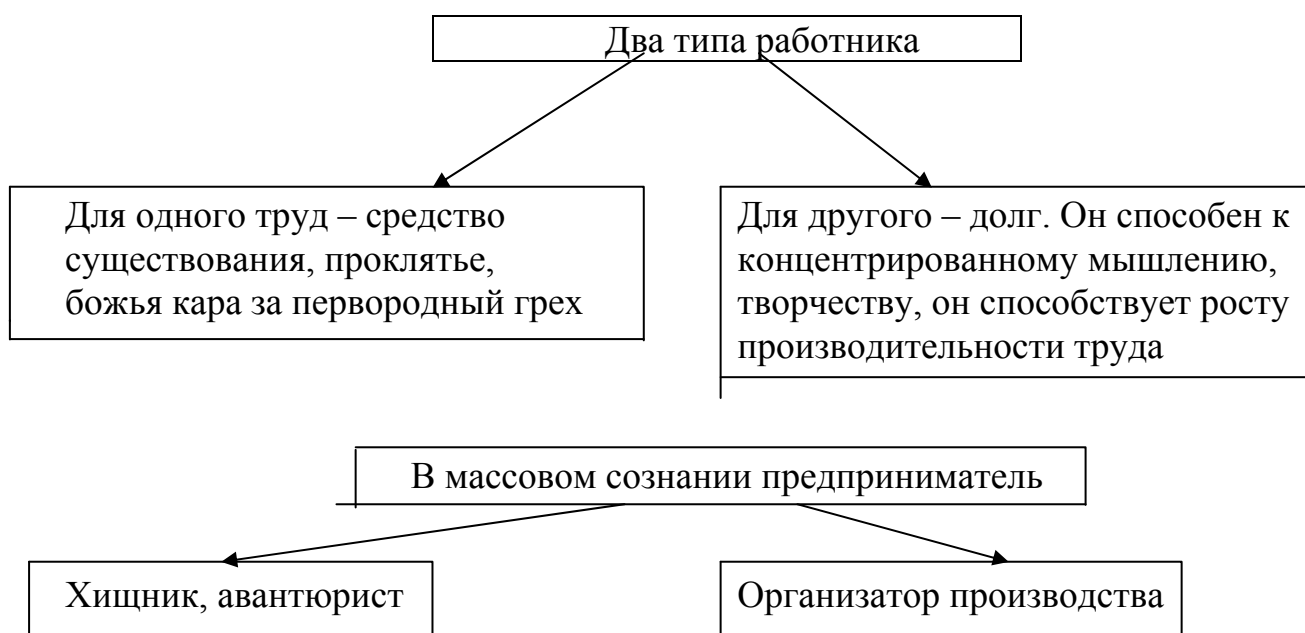 Два типа работника
Для одного труд – средство
существования, проклятье,
божья кара за первородный грех
Для другого – долг. Он способен к
концентрированному мышлению,
творчеству, он способствует росту
производительности труда
В массовом сознании предприниматель
Хищник, авантюрист
Организатор производства